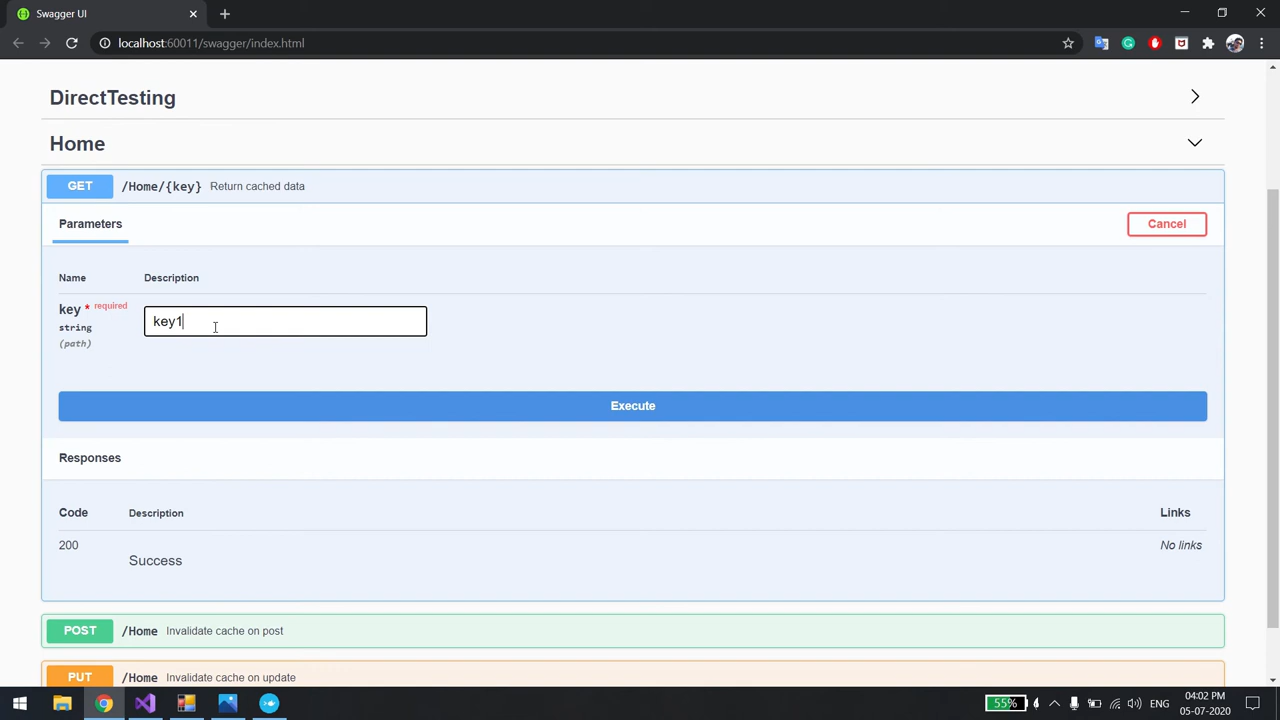 Swagger UI
localhost:60011/swagger/index.html
DirectTesting
Home
GET /Home/{key} Return cached data
Parameters
Cancel
Name Description
key * required
string
(path)
key1
Execute
Responses
Code Description Links
200 No links
Success
POST /Home Invalidate cache on post
PUT /Home Invalidate cache on update
55% ENG 04:02 PM
05-07-2020